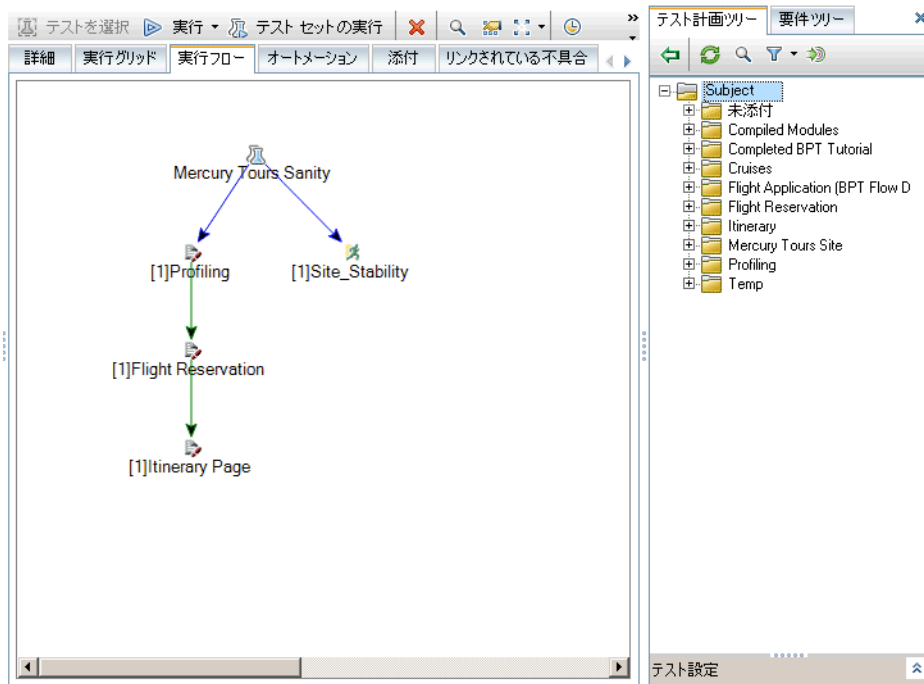 テストを選択 実行 テスト セットの実行 »
詳細 実行グリッド 実行フロー オートメーション 添付 リンクされている不具合
Mercury Tours Sanity
[1]Profiling [1]Site_Stability
[1]Flight Reservation
[1]Itinerary Page
テスト計画ツリー 要件ツリー
Subject
未添付
Compiled Modules
Completed BPT Tutorial
Cruises
Flight Application (BPT Flow D
Flight Reservation
Itinerary
Mercury Tours Site
Profiling
Temp
テスト設定